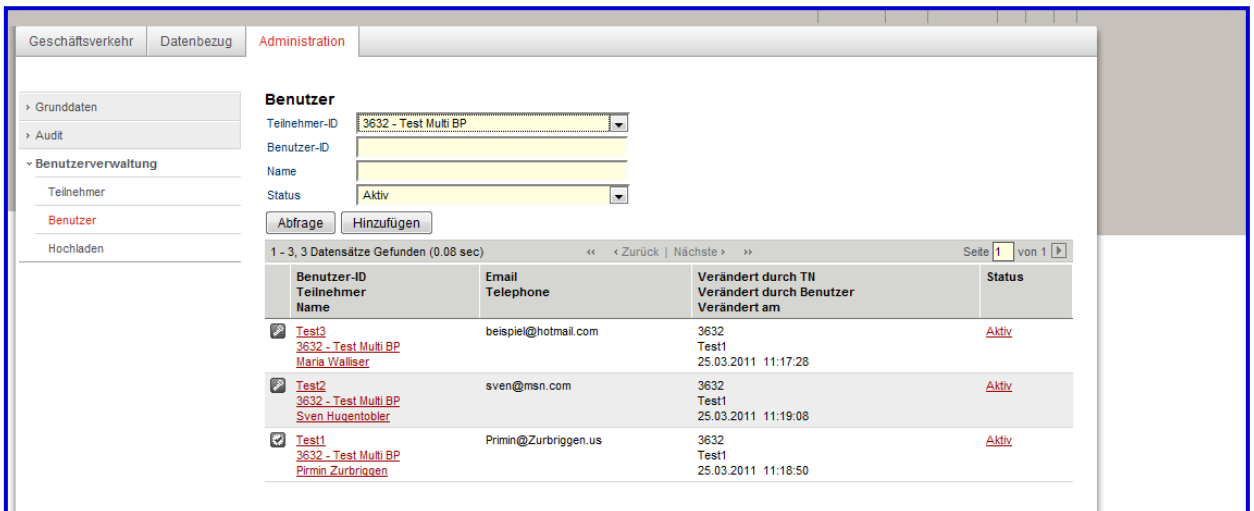 Geschäftsverkehr Datenbezug Administration
› Grunddaten
› Audit
Benutzerverwaltung
Teilnehmer
Benutzer
Hochladen
Benutzer
Teilnehmer-ID 3632 - Test Multi BP
Benutzer-ID
Name
Status Aktiv
Abfrage Hinzufügen
1 - 3, 3 Datensätze Gefunden (0.08 sec) ‹‹ ‹ Zurück | Nächste › ›› Seite 1 von 1
Benutzer-ID Email Verändert durch TN Status
Teilnehmer Telephone Verändert durch Benutzer
Name Verändert am
Test3 beispiel@hotmail.com 3632 Aktiv
3632 - Test Multi BP Test1
Maria Walliser 25.03.2011 11:17:28
Test2 sven@msn.com 3632 Aktiv
3632 - Test Multi BP Test1
Sven Hugentobler 25.03.2011 11:19:08
Test1 Primin@Zurbriggen.us 3632 Aktiv
3632 - Test Multi BP Test1
Pirmin Zurbriggen 25.03.2011 11:18:50